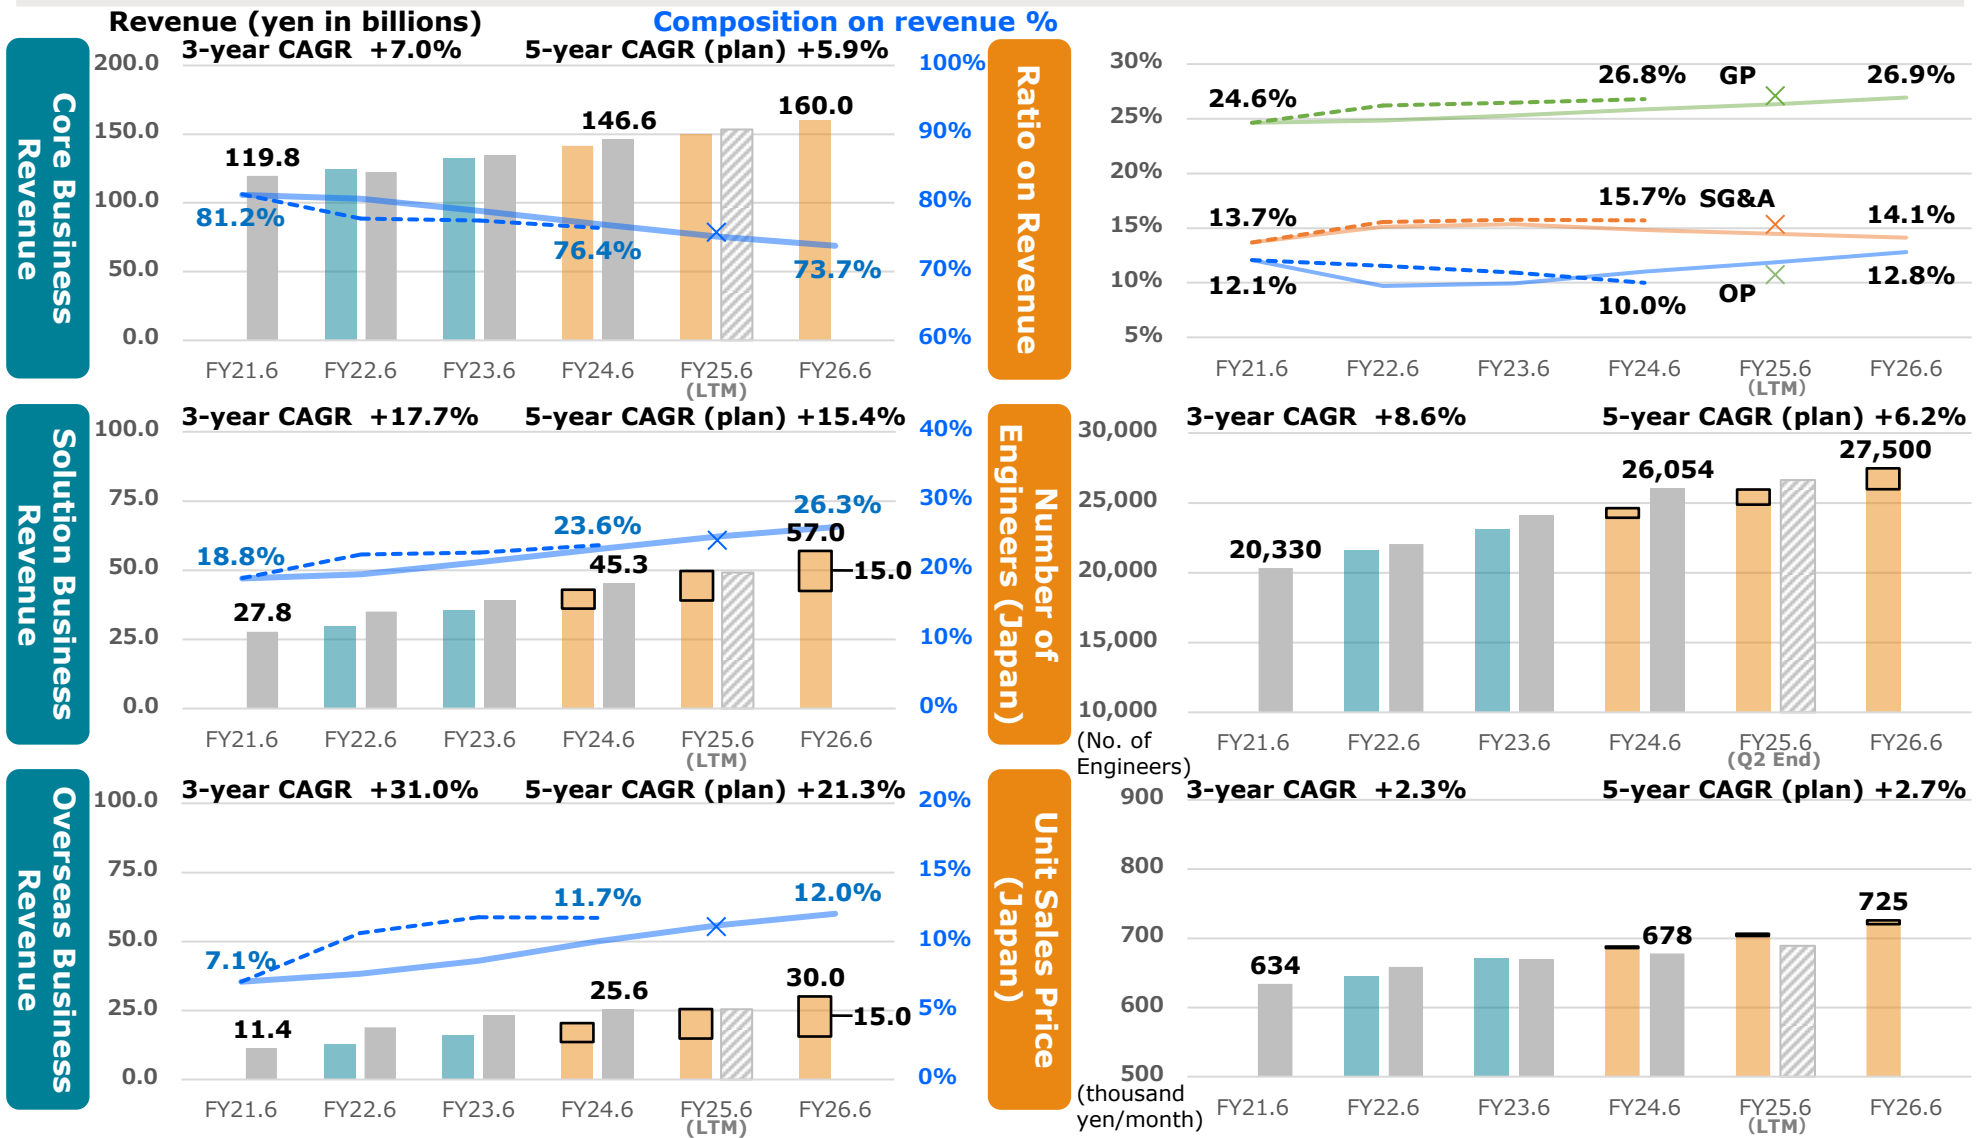 Revenue (yen in billions)
Composition on revenue %
Core Business
Revenue
3-year CAGR +7.0%
5-year CAGR (plan) +5.9%
200.0
150.0
100.0
50.0
0.0
100%
90%
80%
70%
60%
119.8
146.6
160.0
81.2%
76.4%
73.7%
FY21.6
FY22.6
FY23.6
FY24.6
FY25.6
(LTM)
FY26.6
Ratio on Revenue
30%
25%
20%
15%
10%
5%
24.6%
26.8%
GP
26.9%
13.7%
15.7%
SG&A
14.1%
12.1%
10.0%
OP
12.8%
FY21.6
FY22.6
FY23.6
FY24.6
FY25.6
(LTM)
FY26.6
Solution Business
Revenue
3-year CAGR +17.7%
5-year CAGR (plan) +15.4%
100.0
75.0
50.0
25.0
0.0
40%
30%
20%
10%
0%
18.8%
23.6%
26.3%
27.8
45.3
57.0
15.0
FY21.6
FY22.6
FY23.6
FY24.6
FY25.6
(LTM)
FY26.6
Number of
Engineers (Japan)
3-year CAGR +8.6%
5-year CAGR (plan) +6.2%
30,000
25,000
20,000
15,000
10,000
(No. of
Engineers)
20,330
26,054
27,500
FY21.6
FY22.6
FY23.6
FY24.6
FY25.6
(Q2 End)
FY26.6
Overseas Business
Revenue
3-year CAGR +31.0%
5-year CAGR (plan) +21.3%
100.0
75.0
50.0
25.0
0.0
20%
15%
10%
5%
0%
7.1%
11.7%
12.0%
11.4
25.6
30.0
15.0
FY21.6
FY22.6
FY23.6
FY24.6
FY25.6
(LTM)
FY26.6
Unit Sales Price
(Japan)
3-year CAGR +2.3%
5-year CAGR (plan) +2.7%
900
800
700
600
500
(thousand
yen/month)
634
678
725
FY21.6
FY22.6
FY23.6
FY24.6
FY25.6
(LTM)
FY26.6